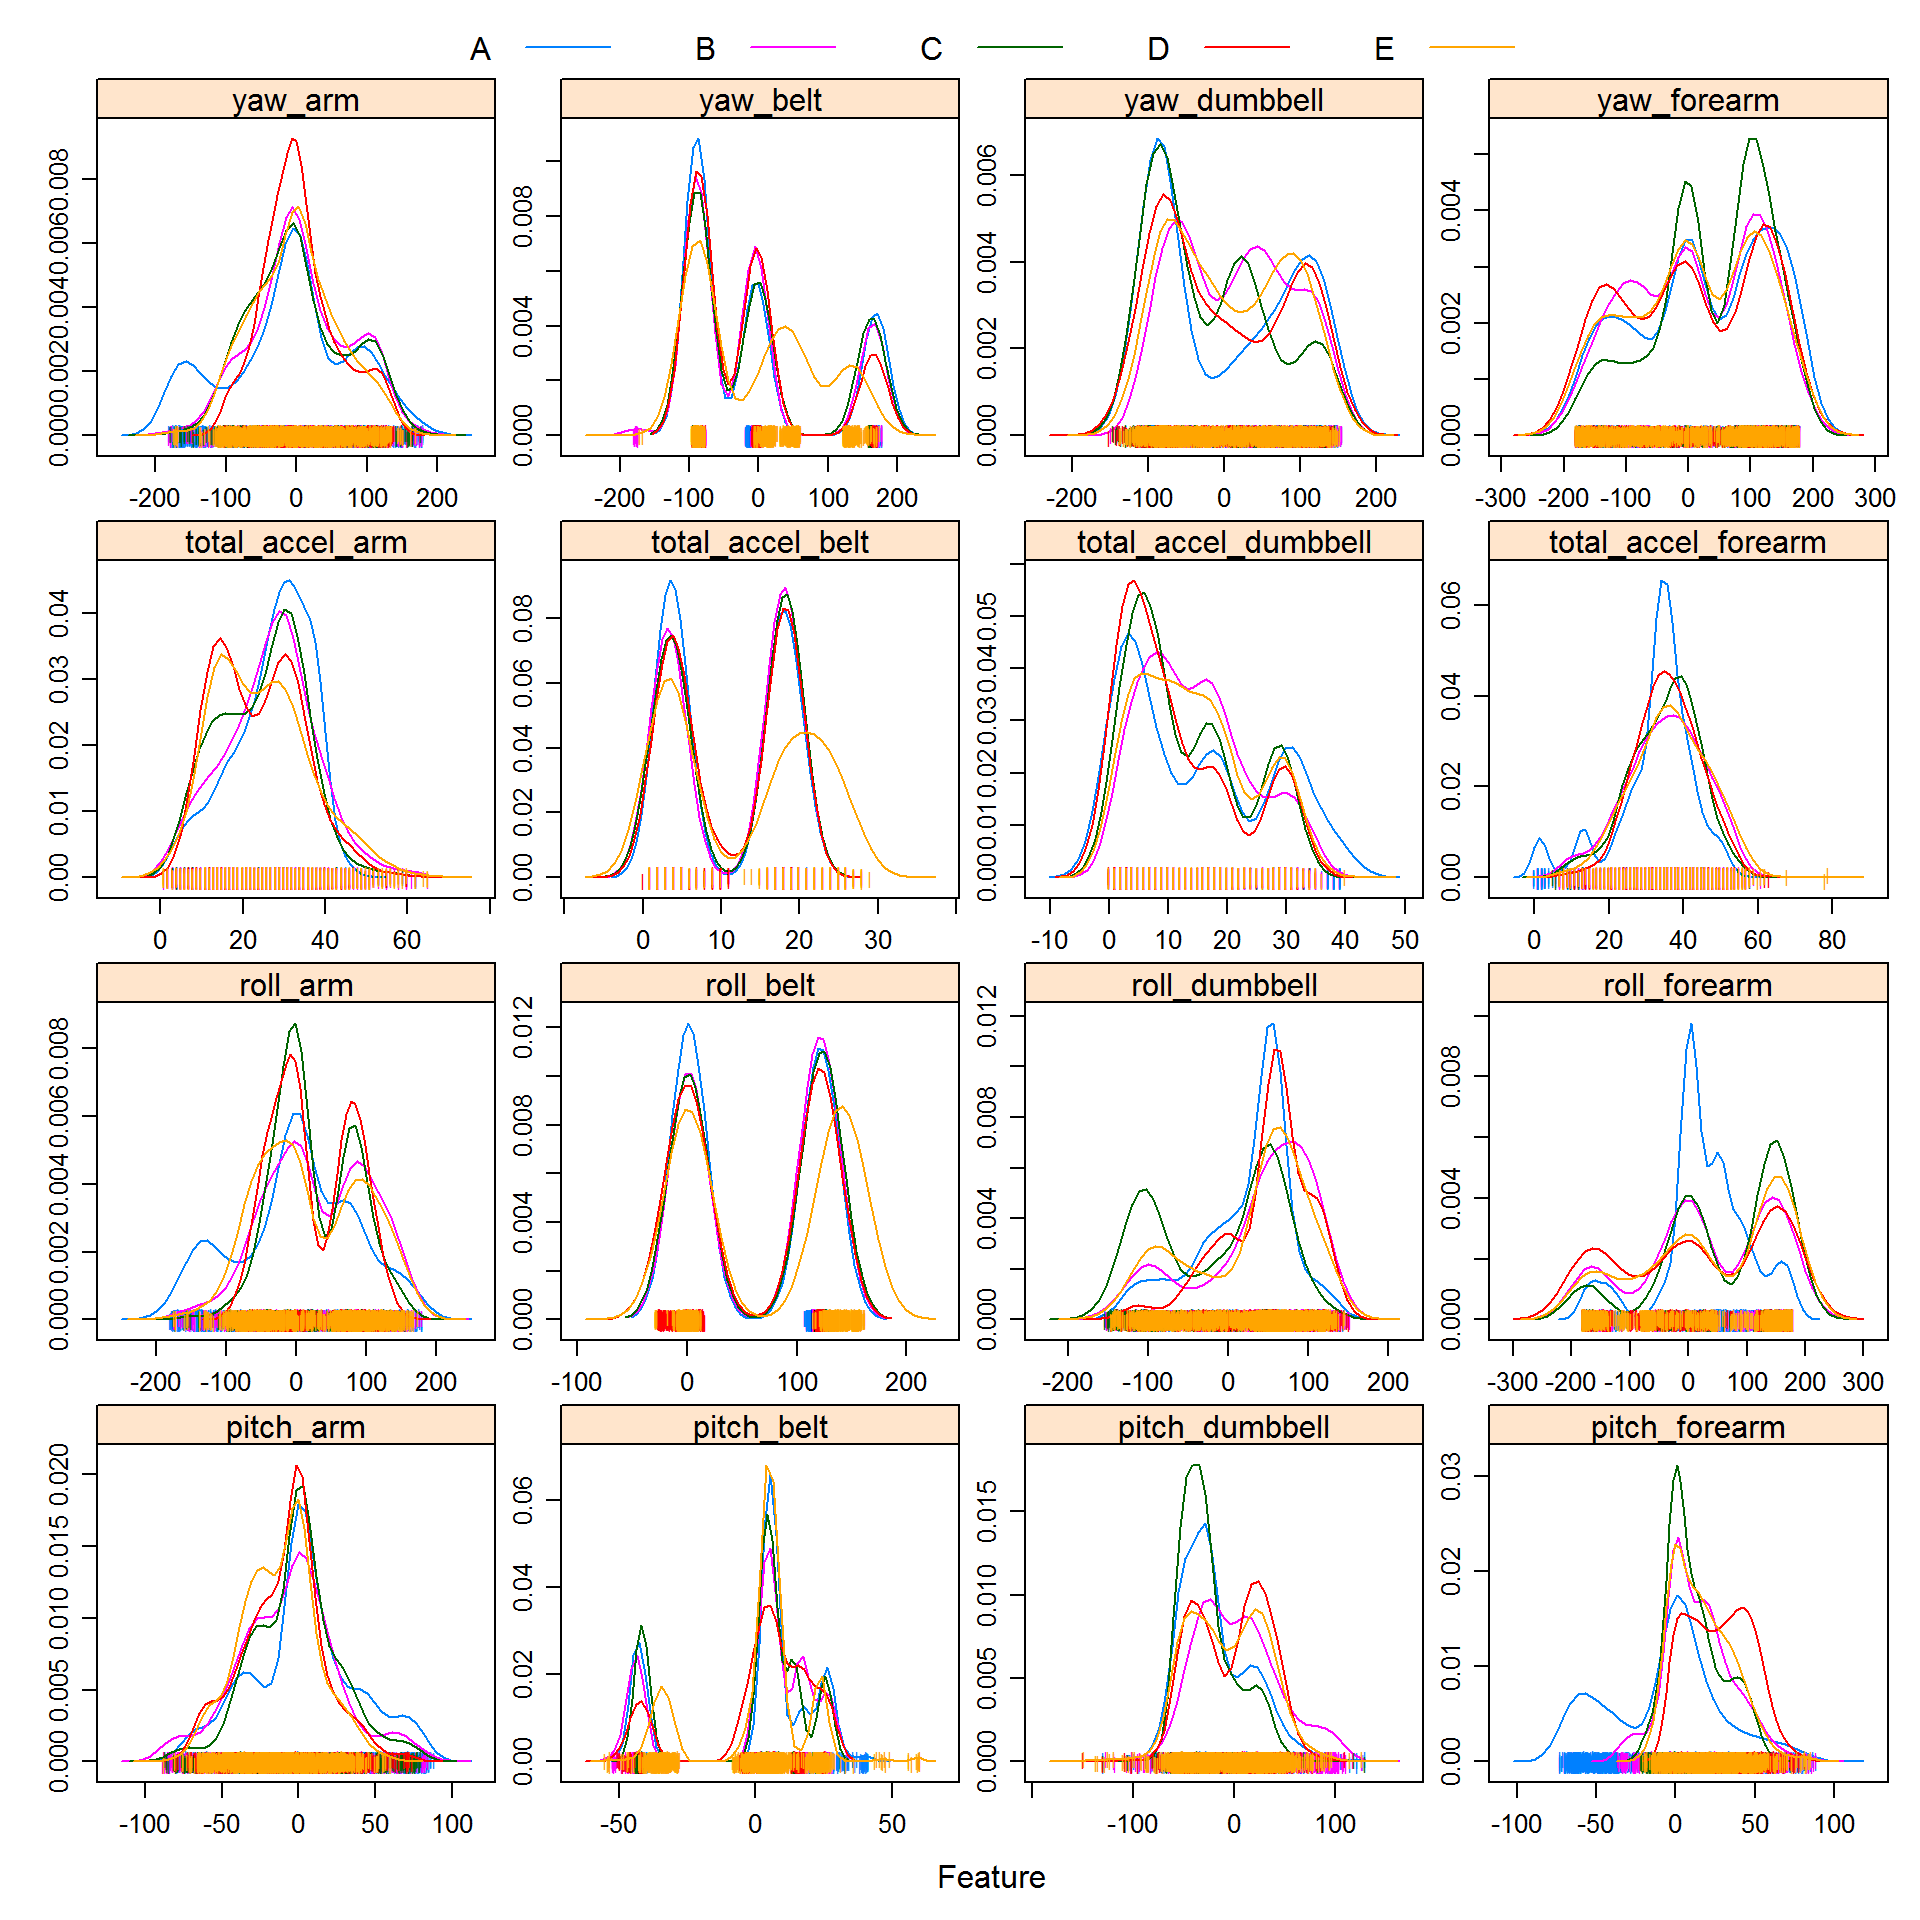 A B C D E
yaw_arm yaw_belt yaw_dumbbell yaw_forearm
0.000 0.002 0.004 0.006 0.008
0.000 0.004 0.008
0.000 0.002 0.004 0.006
0.000 0.002 0.004
-200 -100 0 100 200
-200 -100 0 100 200
-200 -100 0 100 200
-300 -200 -100 0 100 200 300
total_accel_arm total_accel_belt total_accel_dumbbell total_accel_forearm
0.00 0.01 0.02 0.03 0.04
0.00 0.02 0.04 0.06 0.08
0.00 0.01 0.02 0.03 0.04 0.05
0.00 0.02 0.04 0.06
0 20 40 60
0 10 20 30
-10 0 10 20 30 40 50
0 20 40 60 80
roll_arm roll_belt roll_dumbbell roll_forearm
0.000 0.002 0.004 0.006 0.008
0.000 0.004 0.008 0.012
0.000 0.004 0.008 0.012
0.000 0.004 0.008
-200 -100 0 100 200
-100 0 100 200
-200 -100 0 100 200
-300 -200 -100 0 100 200 300
pitch_arm pitch_belt pitch_dumbbell pitch_forearm
0.000 0.005 0.010 0.015 0.020
0.00 0.02 0.04 0.06
0.000 0.005 0.010 0.015
0.00 0.01 0.02 0.03
-100 -50 0 50 100
-50 0 50
-100 0 100
-100 -50 0 50 100
Feature